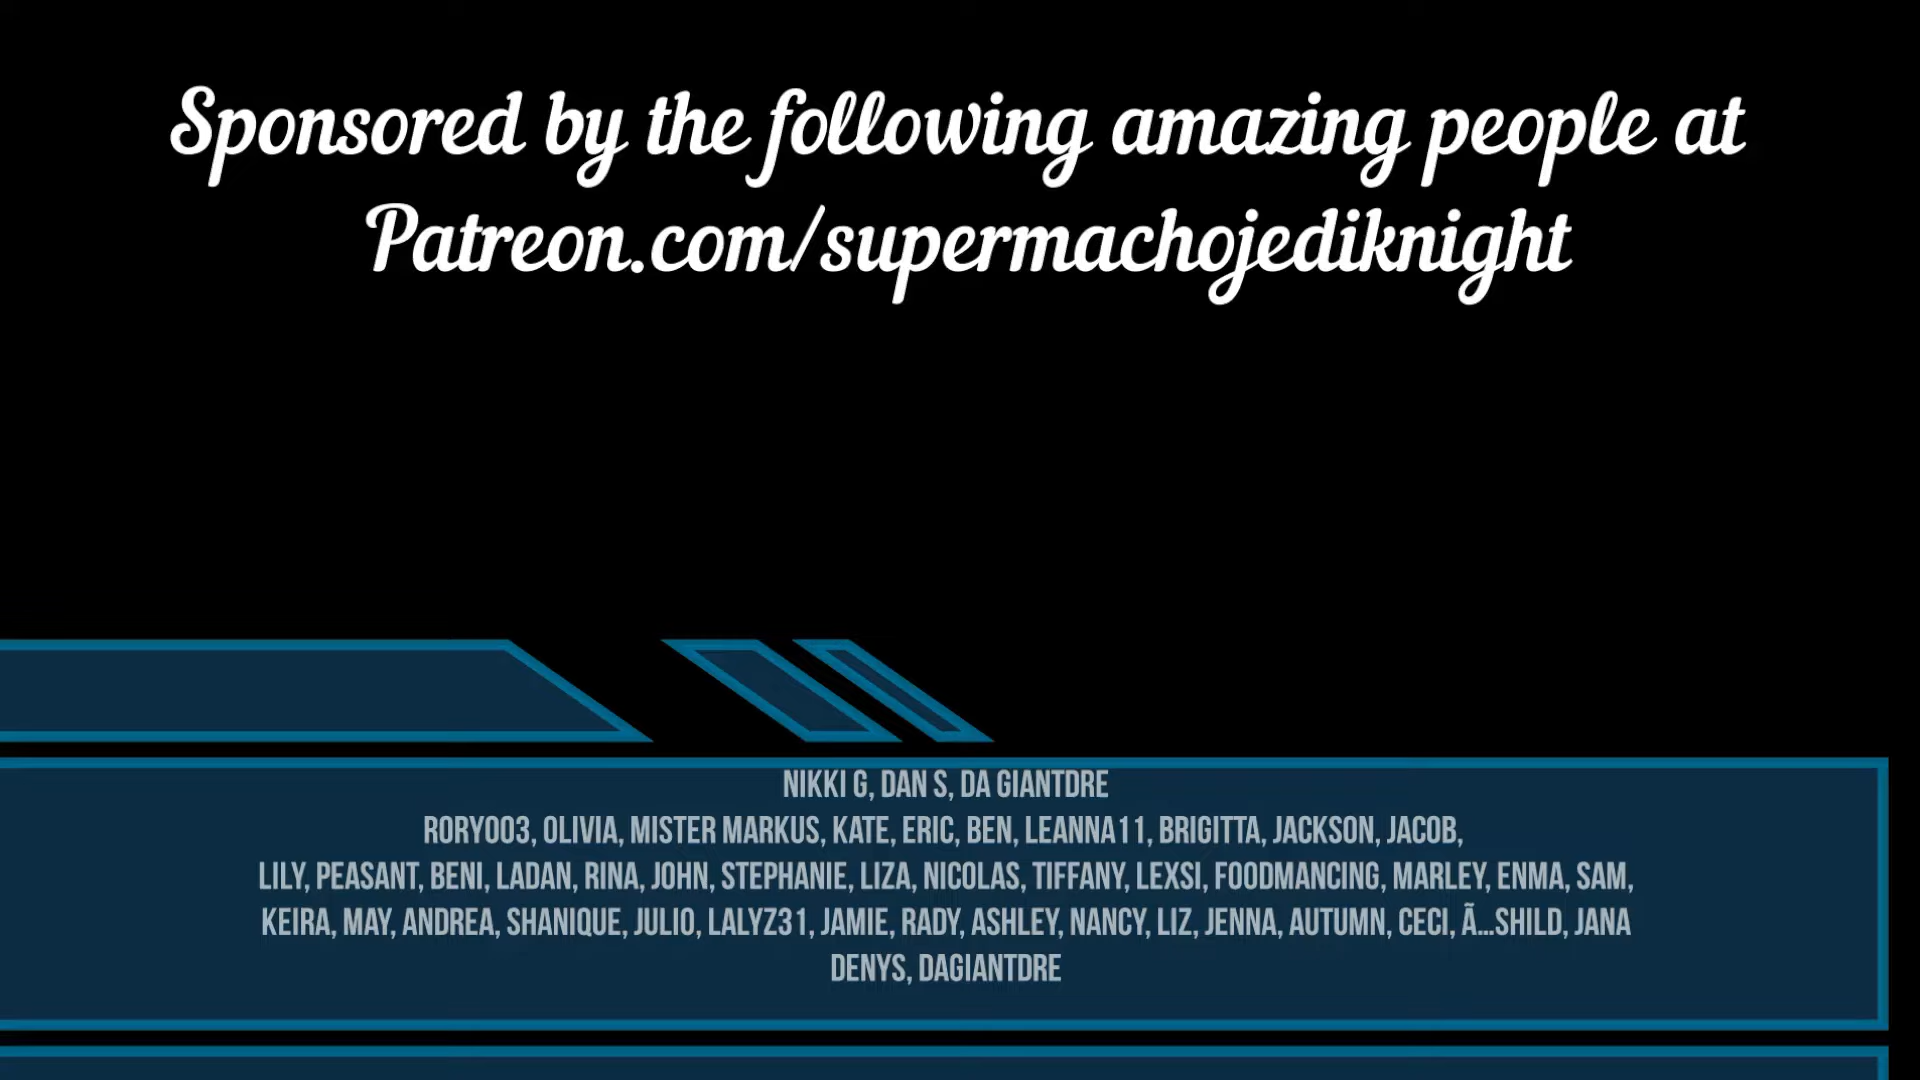 Sponsored by the following amazing people at
Patreon.com/supermachojediknight
NIKKI G, DAN S, DA GIANTDRE
RORY003, OLIVIA, MISTER MARKUS, KATE, ERIC, BEN, LEANNA11, BRIGITTA, JACKSON, JACOB,
LILY, PEASANT, BENI, LADAN, RINA, JOHN, STEPHANIE, LIZA, NICOLAS, TIFFANY, LEXSI, FOODMANCING, MARLEY, ENMA, SAM,
KEIRA, MAY, ANDREA, SHANIQUE, JULIO, LALYZ31, JAMIE, RADY, ASHLEY, NANCY, LIZ, JENNA, AUTUMN, CECI, Ã…SHILD, JANA
DENYS, DAGIANTDRE